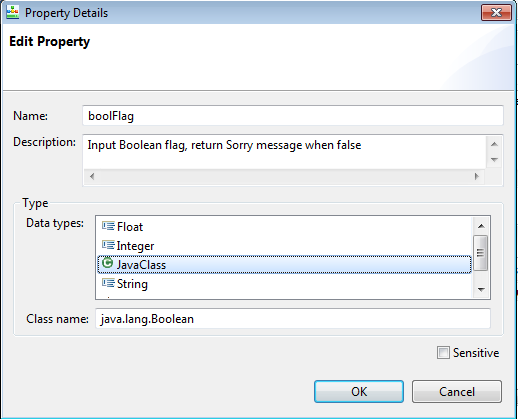 Property Details
Edit Property
Name: boolFlag
Description: Input Boolean flag, return Sorry message when false
Type
Data types: Float
Integer
JavaClass
String
Class name: java.lang.Boolean
Sensitive
OK Cancel